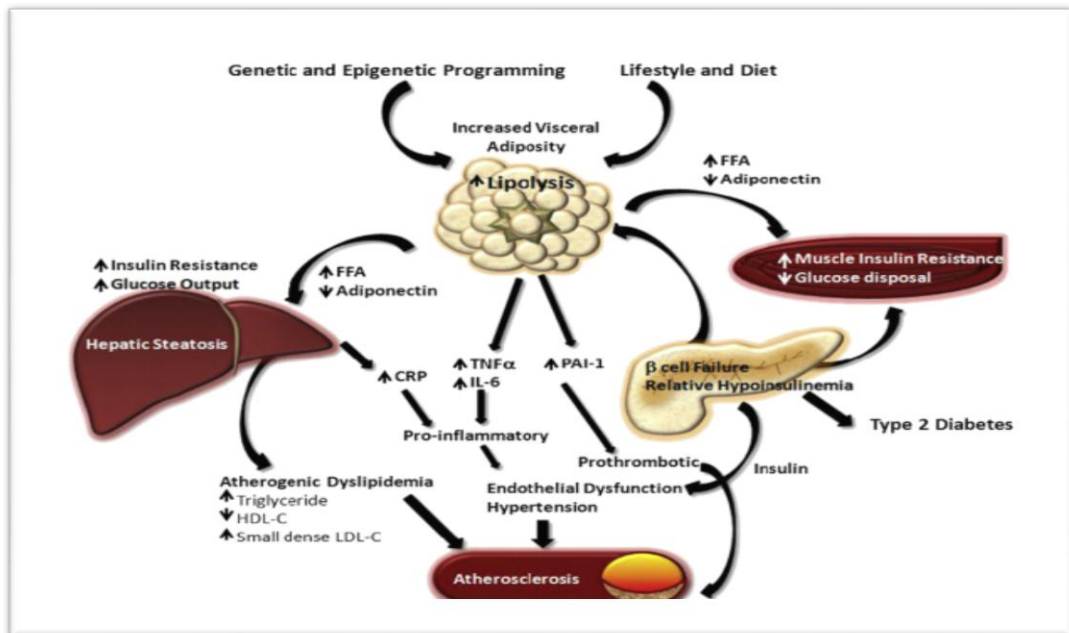 Genetic and Epigenetic Programming
Lifestyle and Diet
Increased Visceral
Adiposity
↑ Lipolysis
↑ FFA
↓ Adiponectin
↑ Insulin Resistance
↑ Glucose Output
↑ FFA
↓ Adiponectin
↑ Muscle Insulin Resistance
↓ Glucose disposal
Hepatic Steatosis
↑ CRP
↑ TNFα
↑ IL-6
↑ PAI-1
β cell Failure
Relative Hypoinsulinemia
Type 2 Diabetes
Pro-inflammatory
Prothrombotic
Insulin
Atherogenic Dyslipidemia
↑ Triglyceride
↓ HDL-C
↑ Small dense LDL-C
Endothelial Dysfunction
Hypertension
Atherosclerosis